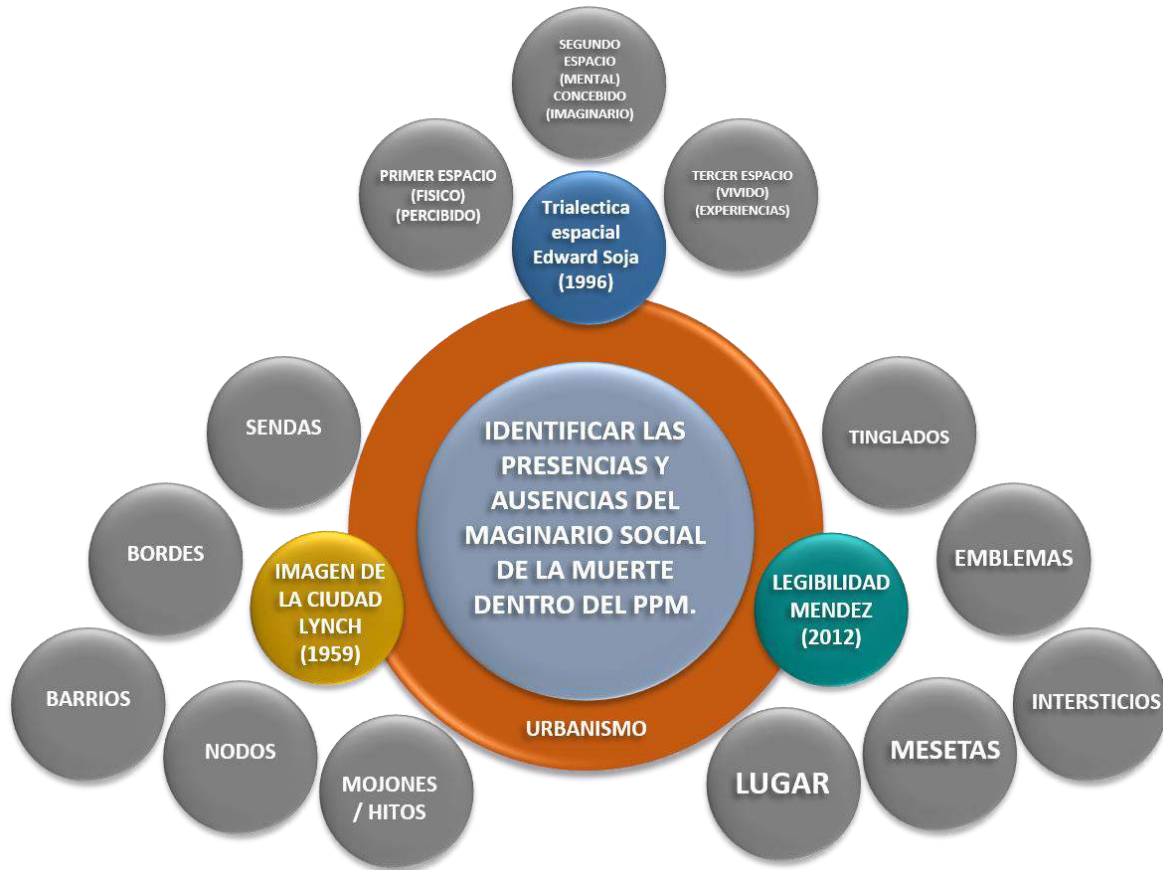 SEGUNDO
ESPACIO
(MENTAL)
CONCEBIDO
(IMAGINARIO)
PRIMER ESPACIO
(FISICO)
(PERCIBIDO)
TERCER ESPACIO
(VIVIDO)
(EXPERIENCIAS)
Trialectica
espacial
Edward Soja
(1996)
IDENTIFICAR LAS
PRESENCIAS Y
AUSENCIAS DEL
MAGINARIO SOCIAL
DE LA MUERTE
DENTRO DEL PPM.
URBANISMO
SENDAS
BORDES
IMAGEN DE
LA CIUDAD
LYNCH
(1959)
BARRIOS
NODOS
MOJONES
/ HITOS
TINGLADOS
EMBLEMAS
LEGIBILIDAD
MENDEZ
(2012)
INTERSTICIOS
MESETAS
LUGAR